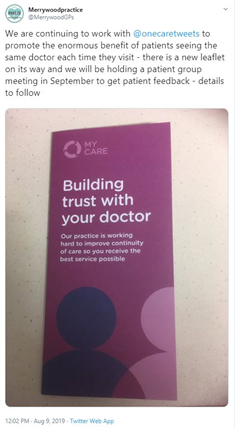 Merrywoodpractice
@MerrywoodGPs
We are continuing to work with @onecaretweets to
promote the enormous benefit of patients seeing the
same doctor each time they visit - there is a new leaflet
on its way and we will be holding a patient group
meeting in September to get patient feedback - details
to follow
MY
CARE
Building
trust with
your doctor
Our practice is working
hard to improve continuity
of care so you receive the
best service possible
12:02 PM - Aug 9, 2019 - Twitter Web App